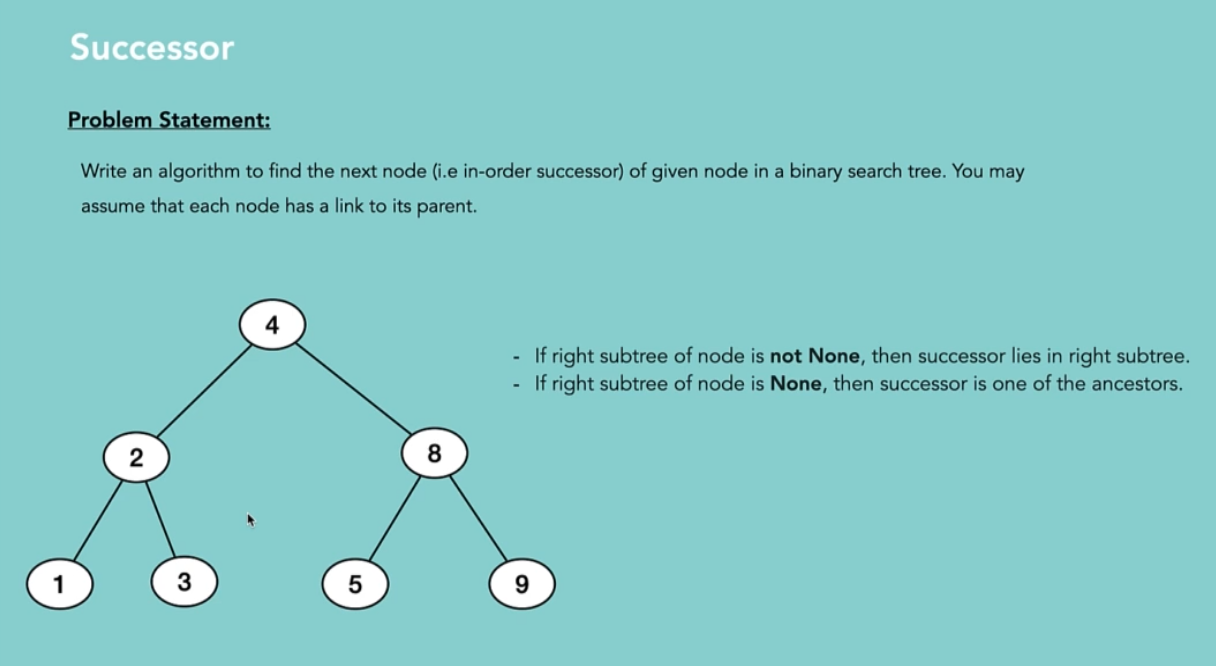 Successor
Problem Statement:
Write an algorithm to find the next node (i.e in-order successor) of given node in a binary search tree. You may
assume that each node has a link to its parent.
4
- If right subtree of node is not None, then successor lies in right subtree.
- If right subtree of node is None, then successor is one of the ancestors.
2
8
1
3
5
9